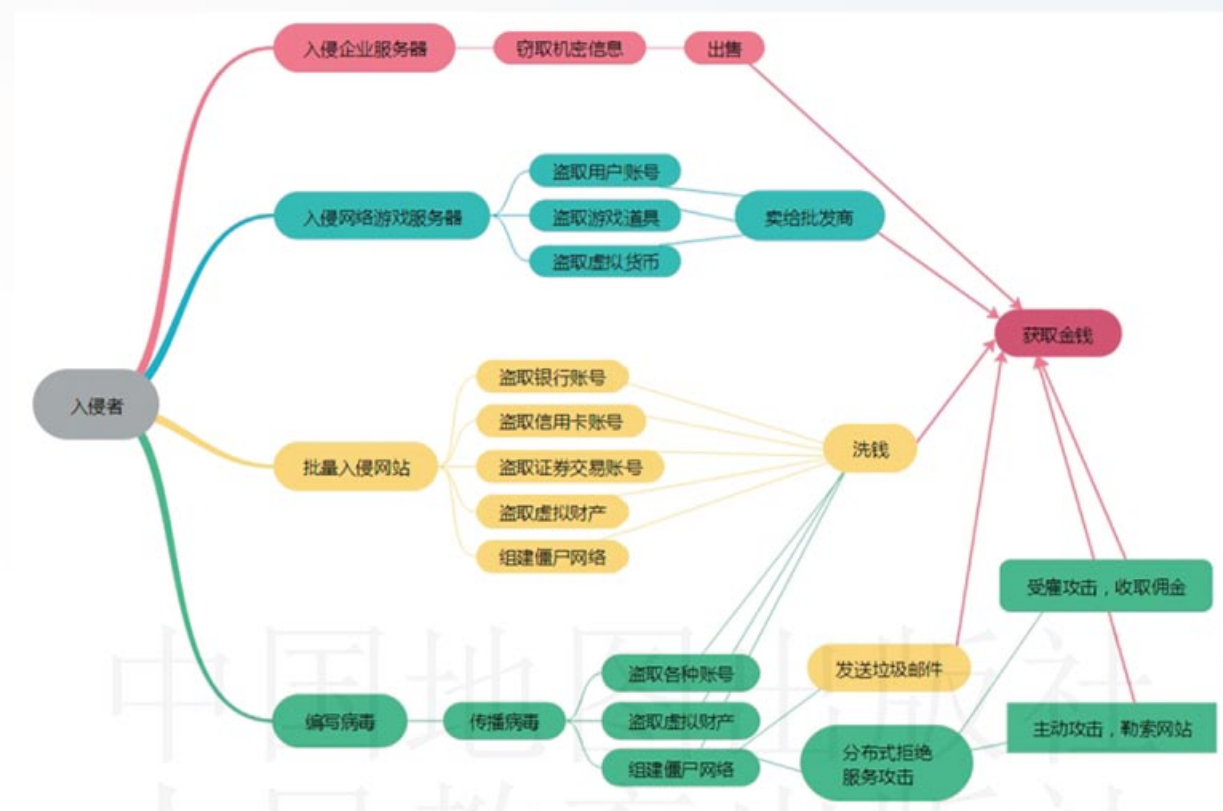 入侵企业服务器
窃取机密信息
出售
入侵网络游戏服务器
盗取用户账号
盗取游戏道具
盗取虚拟货币
卖给批发商
获取金钱
入侵者
批量入侵网站
盗取银行账号
盗取信用卡账号
盗取证券交易账号
盗取虚拟财产
组建僵尸网络
洗钱
编写病毒
传播病毒
盗取各种账号
盗取虚拟财产
组建僵尸网络
发送垃圾邮件
分布式拒绝
服务攻击
受雇攻击，收取佣金
主动攻击，勒索网站
中国地图出版社